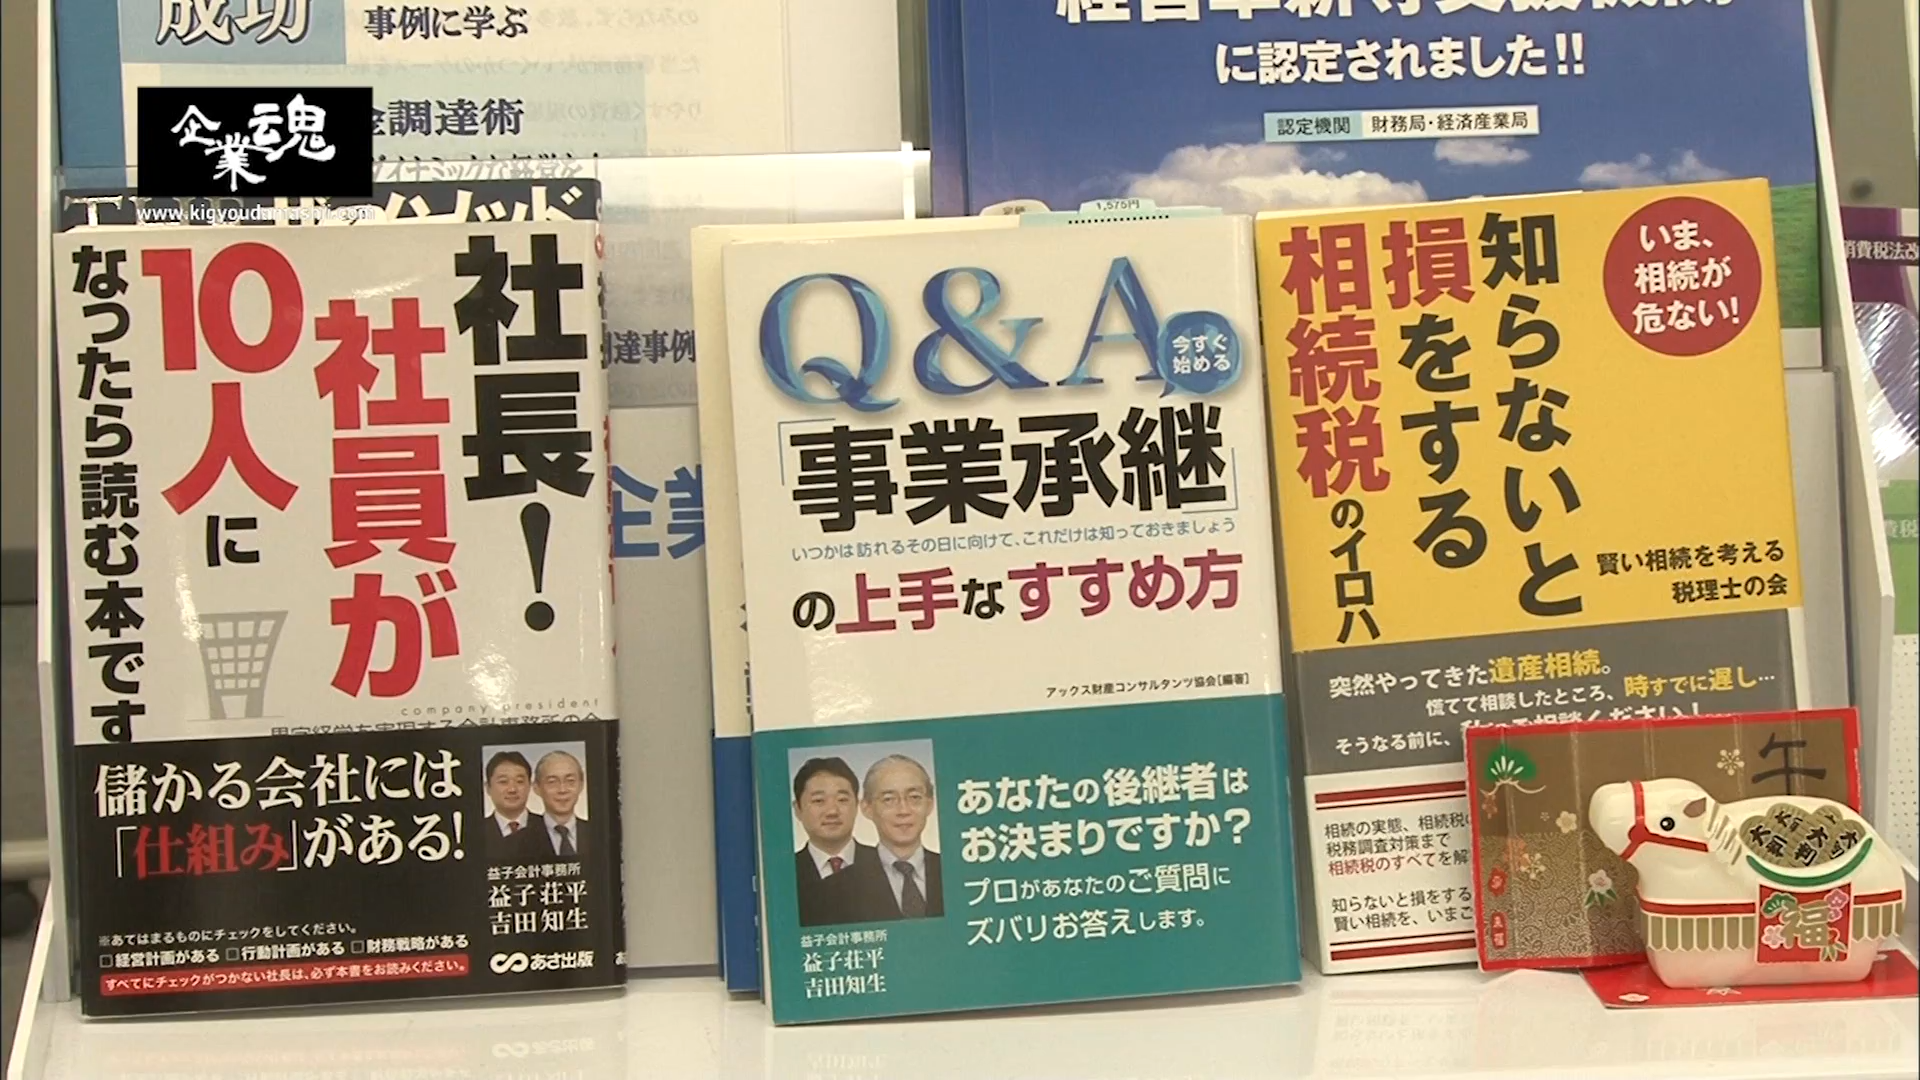 成功
事例に学ぶ
金調達術
企業魂
www.kigyoudamashii.com
に認定されました!!
認定機関 財務局・経済産業局
社長!
社員が
10人に
なったら読む本です
company president
儲かる会社には
「仕組み」がある!
益子会計事務所
益子荘平
吉田知生
※あてはまるものにチェックをしてください。
□経営計画がある □行動計画がある □財務戦略がある
すべてにチェックがつかない社長は、必ず本書をお読みください。
あさ出版
達事例
企業
1,575円
Q&A
今すぐ
始める
「事業承継」
いつかは訪れるその日に向けて、これだけは知っておきましょう
の上手なすすめ方
アックス財産コンサルタンツ協会[編著]
あなたの後継者は
お決まりですか?
プロがあなたのご質問に
ズバリお答えします。
益子会計事務所
益子荘平
吉田知生
いま、
相続が
危ない!
知らないと
損をする
相続税のイロハ
賢い相続を考える
税理士の会
突然やってきた遺産相続。
慌てて相談したところ、時すでに遅し…
そうなる前に、
相続の実態、相続税
税務調査対策まで
相続税のすべてを解
知らないと損をする
賢い相続を、いまこ
午
福
消費税法改
費税